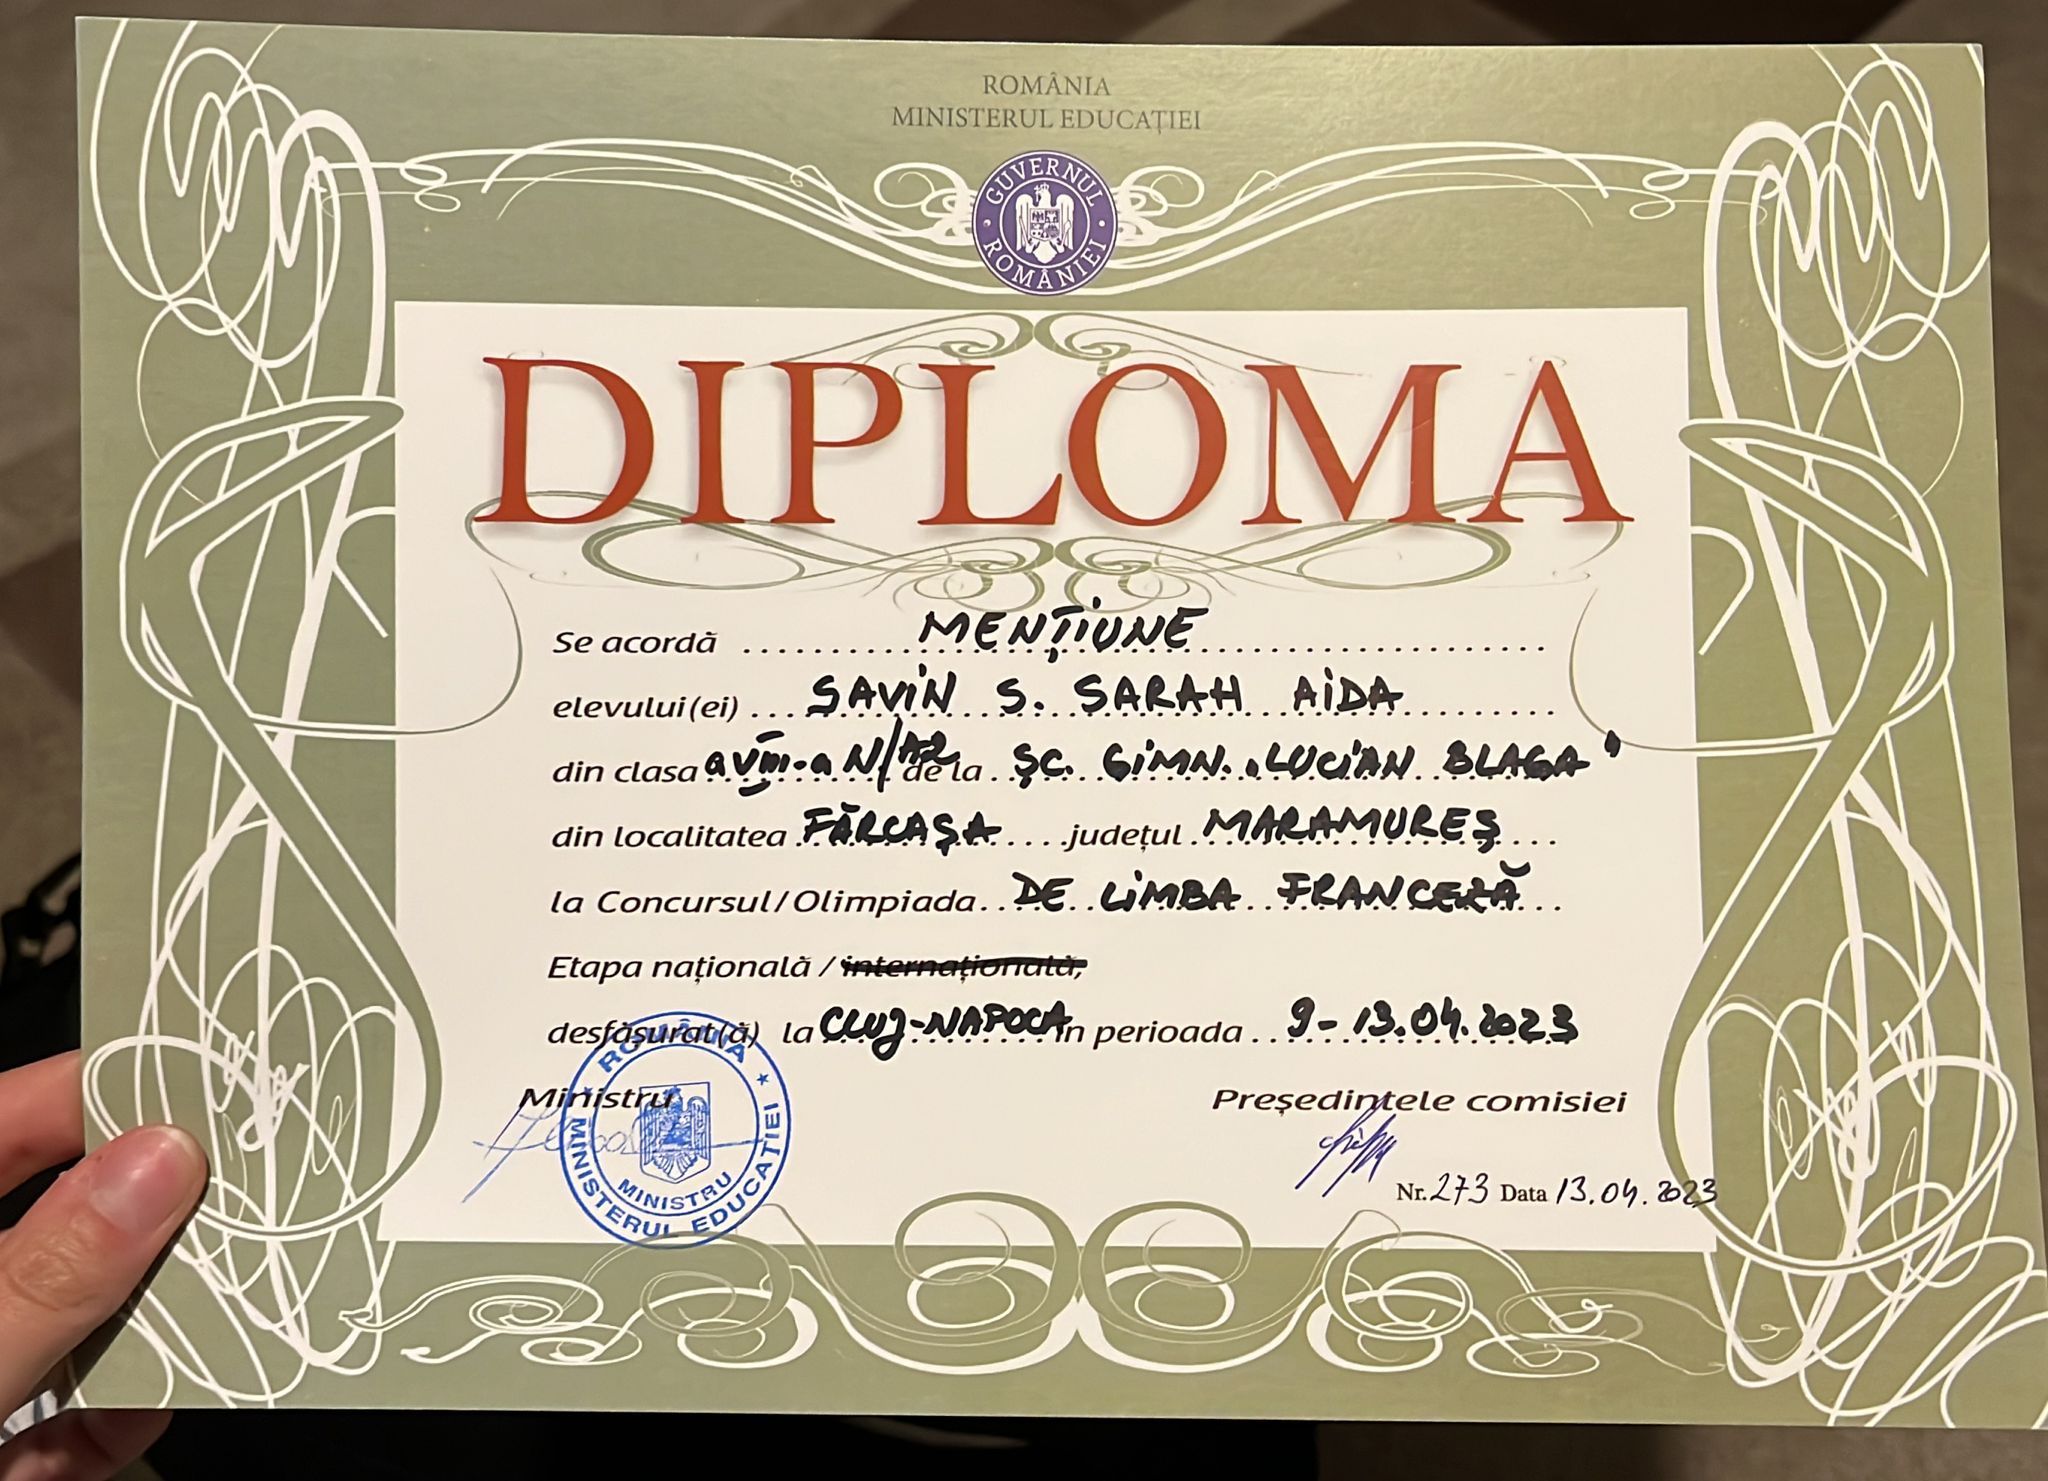 ROMÂNIA
MINISTERUL EDUCAȚIEI
GUVERNUL ROMÂNIEI
DIPLOMA
Se acordă MENȚIUNE
elevului(ei) SAVIN S. SARAH AIDA
din clasa a VIII-a N/A2 de la ȘC. GIMN. „LUCIAN BLAGA"
din localitatea FĂRCAȘA județul MARAMUREȘ
la Concursul/Olimpiada DE LIMBA FRANCEZĂ
Etapa națională / internațională,
desfășurat(ă) la CLUJ-NAPOCA în perioada 9-13.04.2023
Ministru Președintele comisiei
ROMÂNIA
MINISTERUL EDUCAȚIEI
MINISTRU
Nr. 273 Data 13.04.2023